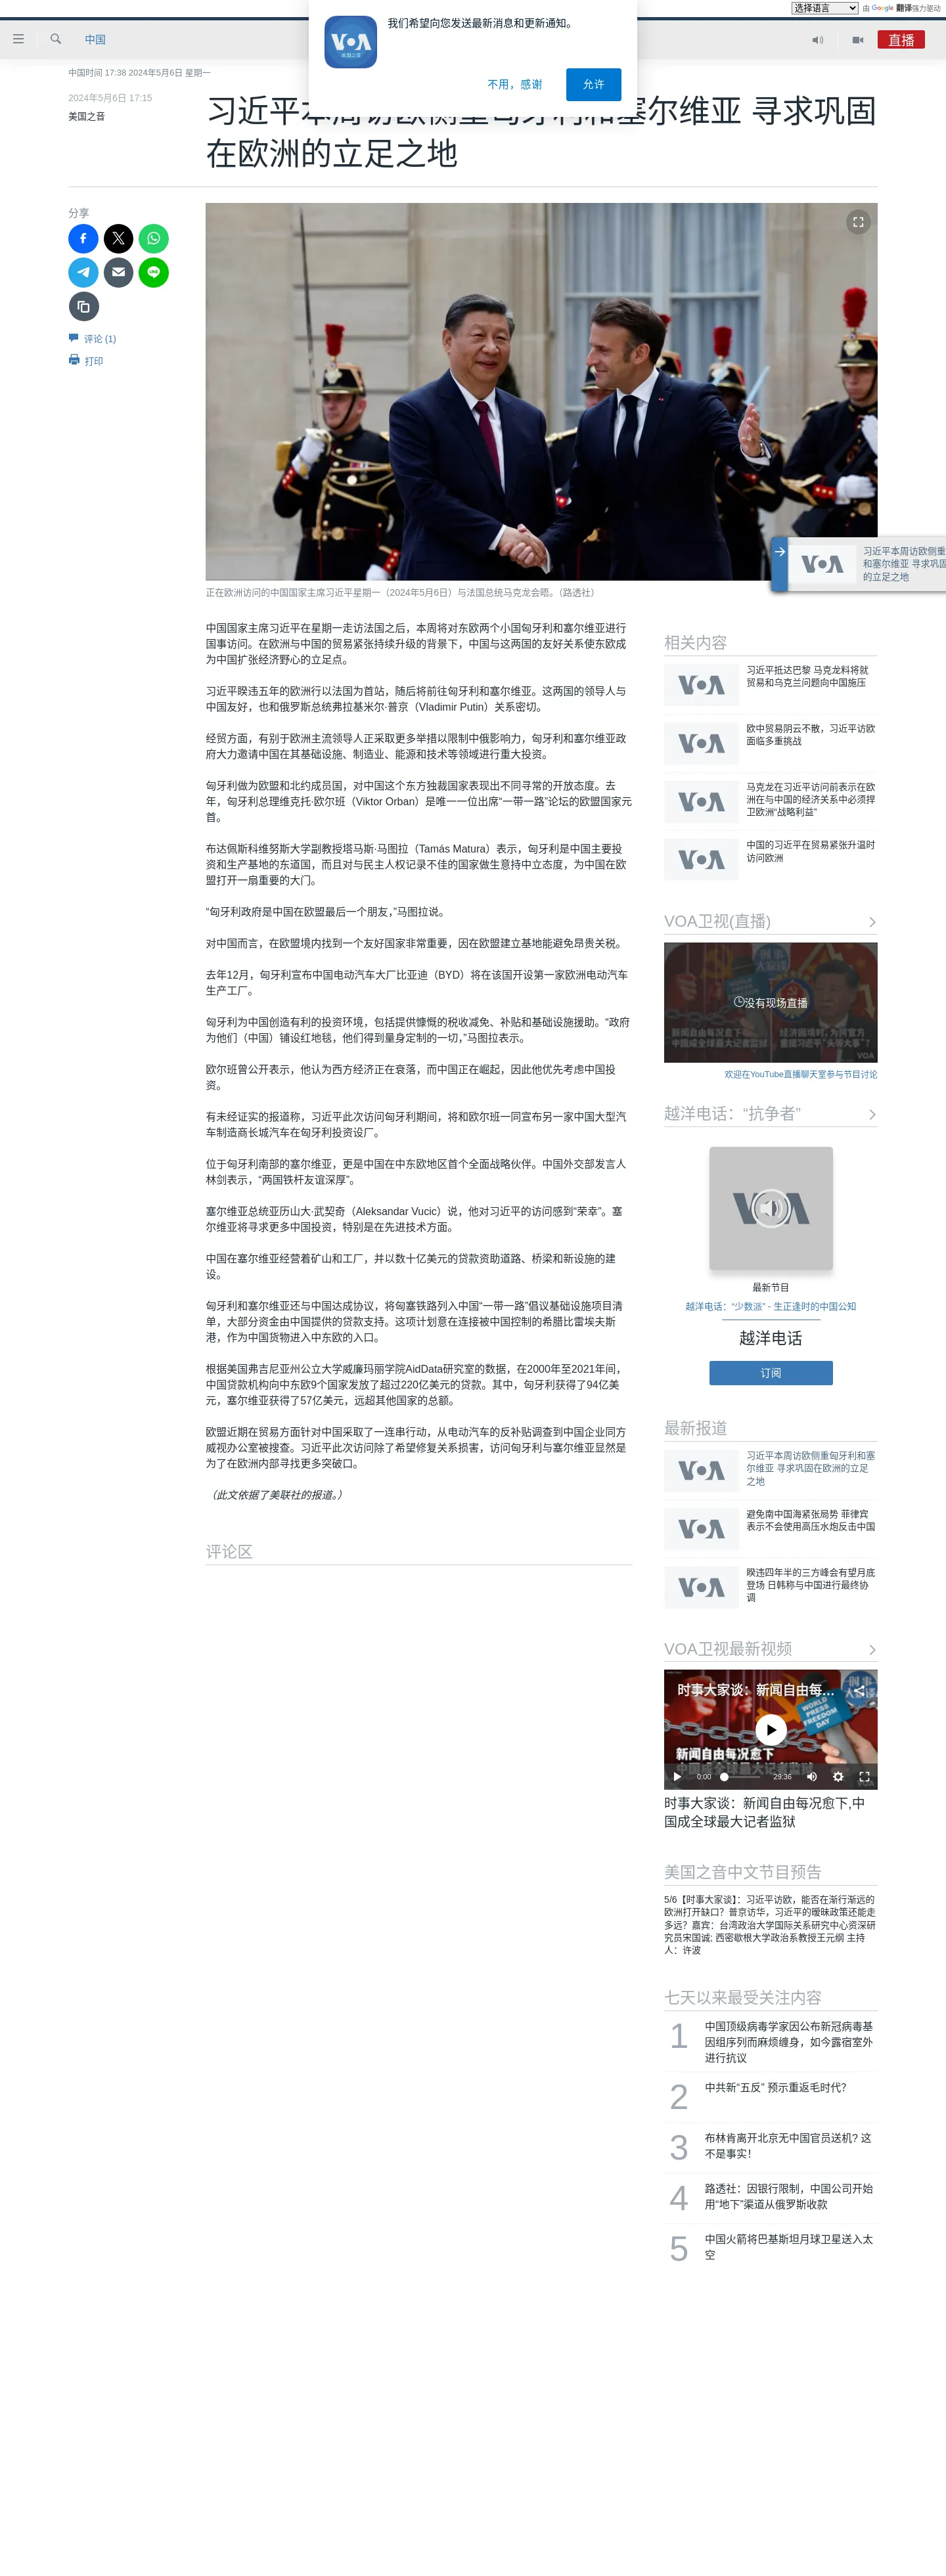 选择语言
由 Google 翻译强力驱动
我们希望向您发送最新消息和更新通知。
VOA
美国之音
不用，感谢
允许
中国
直播
中国时间 17:38 2024年5月6日 星期一
2024年5月6日 17:15
美国之音
习近平本周访欧侧重匈牙利和塞尔维亚 寻求巩固
在欧洲的立足之地
分享
评论 (1)
打印
正在欧洲访问的中国国家主席习近平星期一（2024年5月6日）与法国总统马克龙会晤。（路透社）
VOA
习近平本周访欧侧重
和塞尔维亚 寻求巩固
的立足之地
中国国家主席习近平在星期一走访法国之后，本周将对东欧两个小国匈牙利和塞尔维亚进行
国事访问。在欧洲与中国的贸易紧张持续升级的背景下，中国与这两国的友好关系使东欧成
为中国扩张经济野心的立足点。
习近平暌违五年的欧洲行以法国为首站，随后将前往匈牙利和塞尔维亚。这两国的领导人与
中国友好，也和俄罗斯总统弗拉基米尔·普京（Vladimir Putin）关系密切。
经贸方面，有别于欧洲主流领导人正采取更多举措以限制中俄影响力，匈牙利和塞尔维亚政
府大力邀请中国在其基础设施、制造业、能源和技术等领域进行重大投资。
匈牙利做为欧盟和北约成员国，对中国这个东方独裁国家表现出不同寻常的开放态度。去
年，匈牙利总理维克托·欧尔班（Viktor Orban）是唯一一位出席“一带一路”论坛的欧盟国家元
首。
布达佩斯科维努斯大学副教授塔马斯·马图拉（Tamás Matura）表示，匈牙利是中国主要投
资和生产基地的东道国，而且对与民主人权记录不佳的国家做生意持中立态度，为中国在欧
盟打开一扇重要的大门。
“匈牙利政府是中国在欧盟最后一个朋友，”马图拉说。
对中国而言，在欧盟境内找到一个友好国家非常重要，因在欧盟建立基地能避免昂贵关税。
去年12月，匈牙利宣布中国电动汽车大厂比亚迪（BYD）将在该国开设第一家欧洲电动汽车
生产工厂。
匈牙利为中国创造有利的投资环境，包括提供慷慨的税收减免、补贴和基础设施援助。“政府
为他们（中国）铺设红地毯，他们得到量身定制的一切，”马图拉表示。
欧尔班曾公开表示，他认为西方经济正在衰落，而中国正在崛起，因此他优先考虑中国投
资。
有未经证实的报道称，习近平此次访问匈牙利期间，将和欧尔班一同宣布另一家中国大型汽
车制造商长城汽车在匈牙利投资设厂。
位于匈牙利南部的塞尔维亚，更是中国在中东欧地区首个全面战略伙伴。中国外交部发言人
林剑表示，“两国铁杆友谊深厚”。
塞尔维亚总统亚历山大·武契奇（Aleksandar Vucic）说，他对习近平的访问感到“荣幸”。塞
尔维亚将寻求更多中国投资，特别是在先进技术方面。
中国在塞尔维亚经营着矿山和工厂，并以数十亿美元的贷款资助道路、桥梁和新设施的建
设。
匈牙利和塞尔维亚还与中国达成协议，将匈塞铁路列入中国“一带一路”倡议基础设施项目清
单，大部分资金由中国提供的贷款支持。这项计划意在连接被中国控制的希腊比雷埃夫斯
港，作为中国货物进入中东欧的入口。
根据美国弗吉尼亚州公立大学威廉玛丽学院AidData研究室的数据，在2000年至2021年间，
中国贷款机构向中东欧9个国家发放了超过220亿美元的贷款。其中，匈牙利获得了94亿美
元，塞尔维亚获得了57亿美元，远超其他国家的总额。
欧盟近期在贸易方面针对中国采取了一连串行动，从电动汽车的反补贴调查到中国企业同方
威视办公室被搜查。习近平此次访问除了希望修复关系损害，访问匈牙利与塞尔维亚显然是
为了在欧洲内部寻找更多突破口。
（此文依据了美联社的报道。）
评论区
相关内容
VOA
习近平抵达巴黎 马克龙料将就
贸易和乌克兰问题向中国施压
VOA
欧中贸易阴云不散，习近平访欧
面临多重挑战
VOA
马克龙在习近平访问前表示在欧
洲在与中国的经济关系中必须捍
卫欧洲“战略利益”
VOA
中国的习近平在贸易紧张升温时
访问欧洲
VOA卫视(直播)
没有现场直播
新闻自由每况愈下
中国成全球最大记者监狱
经济困境时，为何官方
重提习近平“头等大事”？
VOA
欢迎在YouTube直播聊天室参与节目讨论
越洋电话：“抗争者”
VOA
最新节目
越洋电话：“少数派” - 生正逢时的中国公知
越洋电话
订阅
最新报道
VOA
习近平本周访欧侧重匈牙利和塞
尔维亚 寻求巩固在欧洲的立足
之地
VOA
避免南中国海紧张局势 菲律宾
表示不会使用高压水炮反击中国
VOA
暌违四年半的三方峰会有望月底
登场 日韩称与中国进行最终协
调
VOA卫视最新视频
时事大家谈：新闻自由每...
WORLD
PRESS
FREEDOM
DAY
新闻自由每况愈下
中国成全球最大记者监狱
0:00
29:36
时事大家谈：新闻自由每况愈下,中
国成全球最大记者监狱
美国之音中文节目预告
5/6【时事大家谈】：习近平访欧，能否在渐行渐远的
欧洲打开缺口？普京访华，习近平的暧昧政策还能走
多远？嘉宾：台湾政治大学国际关系研究中心资深研
究员宋国诚; 西密歇根大学政治系教授王元纲 主持
人：许波
七天以来最受关注内容
1
中国顶级病毒学家因公布新冠病毒基
因组序列而麻烦缠身，如今露宿室外
进行抗议
2
中共新“五反” 预示重返毛时代？
3
布林肯离开北京无中国官员送机? 这
不是事实！
4
路透社：因银行限制，中国公司开始
用“地下”渠道从俄罗斯收款
5
中国火箭将巴基斯坦月球卫星送入太
空